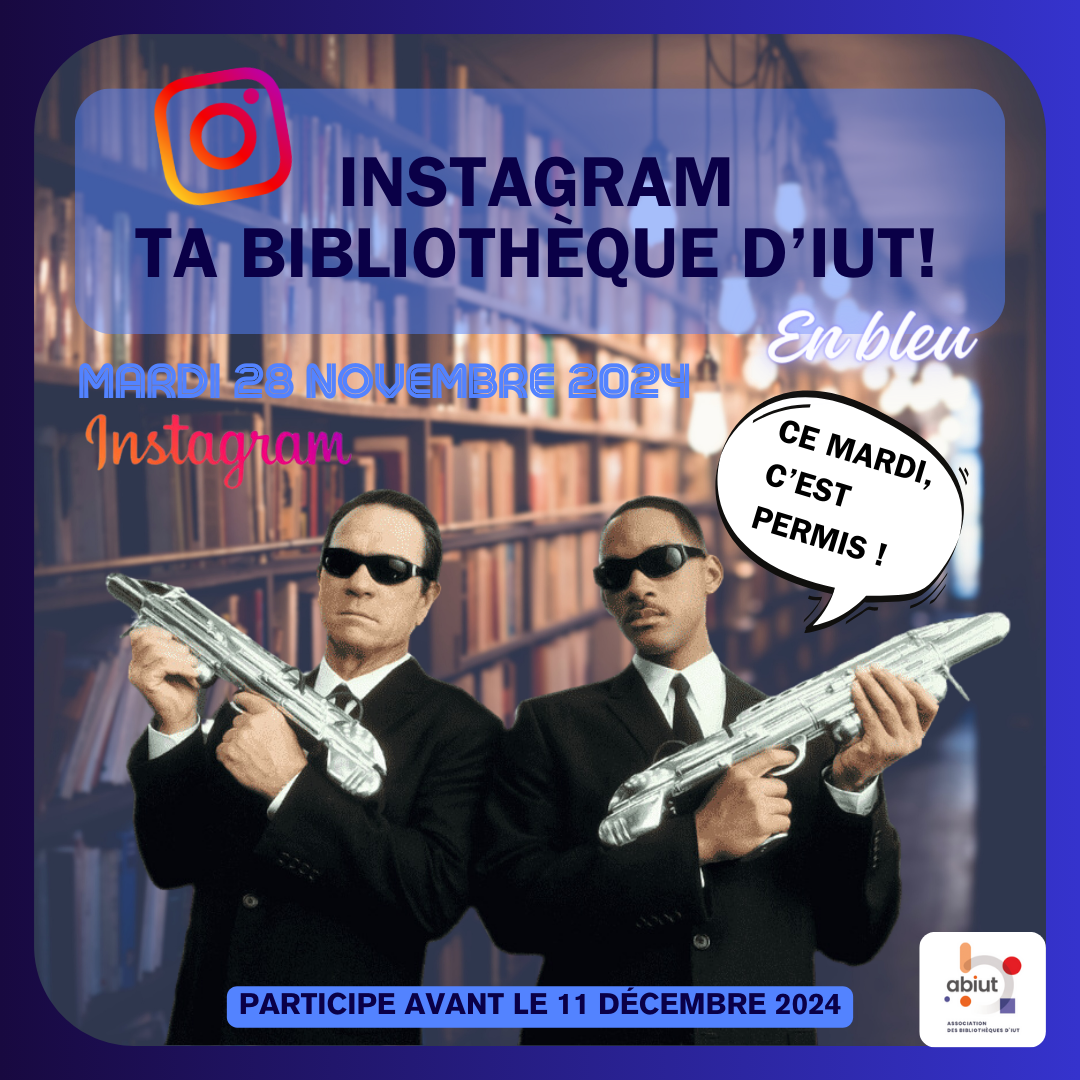 INSTAGRAM
TA BIBLIOTHÈQUE D’IUT!
En bleu
MARDI 28 NOVEMBRE 2024
Instagram
CE MARDI,
C’EST
PERMIS !
PARTICIPE AVANT LE 11 DÉCEMBRE 2024
abiut
ASSOCIATION
DES BIBLIOTHÈQUES D'IUT